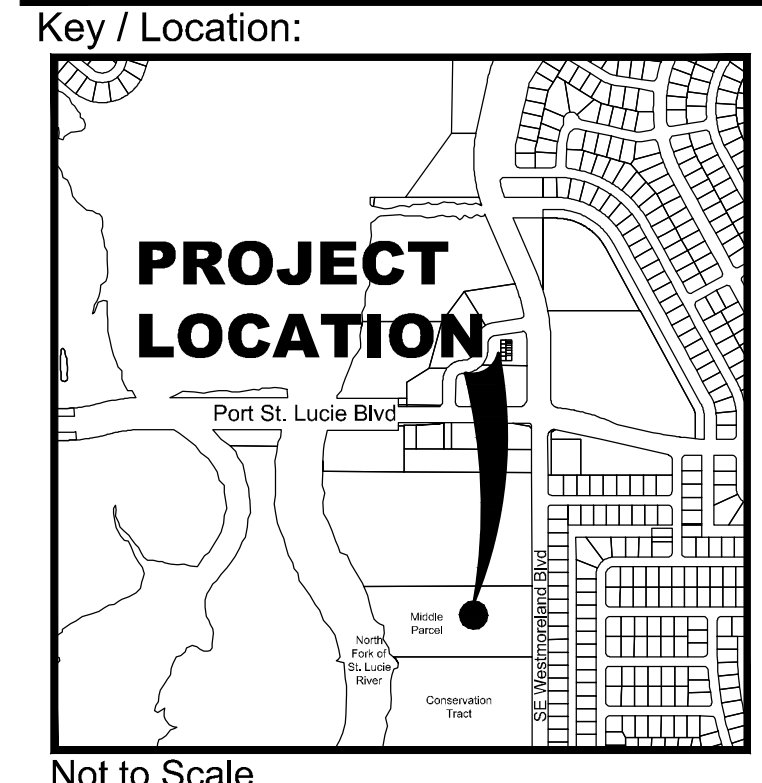 Key / Location:
PROJECT
LOCATION
Port St. Lucie Blvd
SE Westmoreland Blvd
Middle
Parcel
North
Fork of
St. Lucie
River
Conservation
Tract
Not to Scale